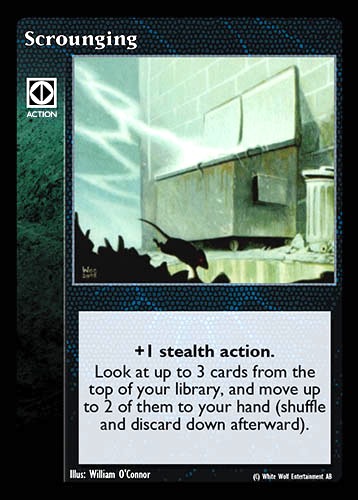 Scrounging
ACTION
+1 stealth action.
Look at up to 3 cards from the
top of your library, and move up
to 2 of them to your hand (shuffle
and discard down afterward).
Illus: William O'Connor
(C) White Wolf Entertainment AB